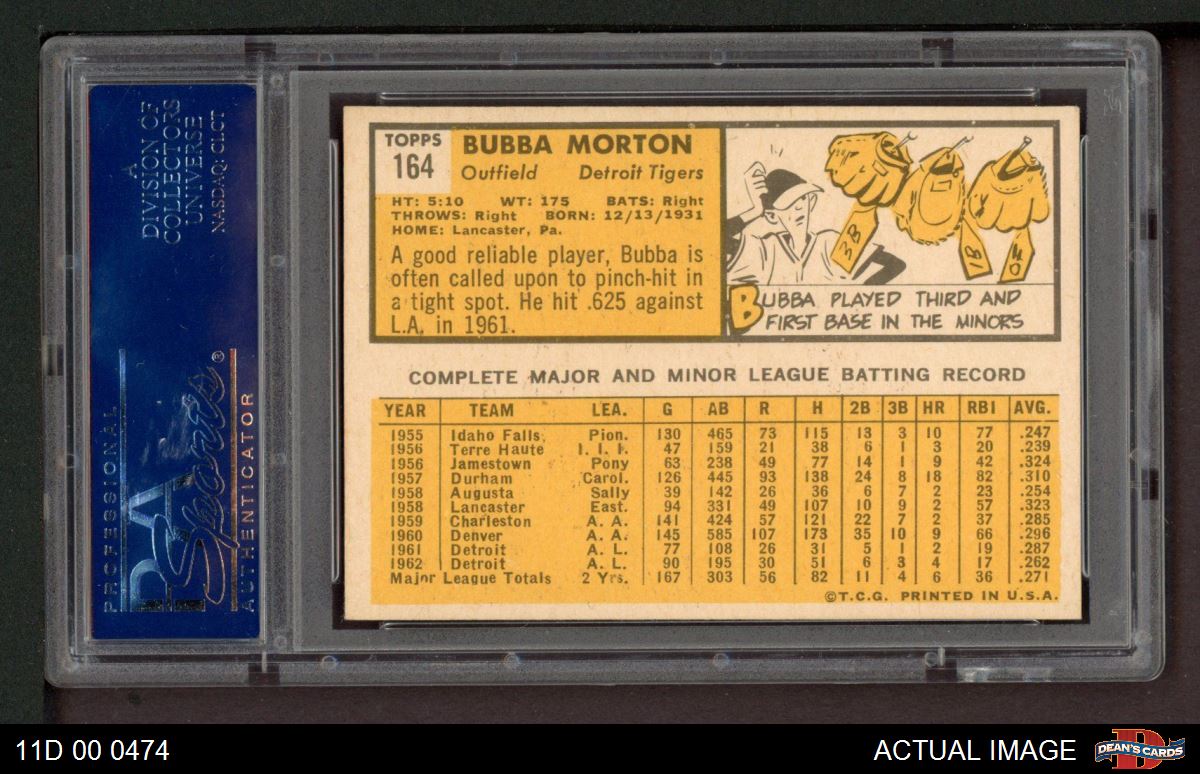 A
DIVISION OF
COLLECTORS
UNIVERSE
NASDAQ: CLCT
PROFESSIONAL
PSA
Sports®
AUTHENTICATOR
TOPPS
164
BUBBA MORTON
Outfield Detroit Tigers
HT: 5:10 WT: 175 BATS: Right
THROWS: Right BORN: 12/13/1931
HOME: Lancaster, Pa.
A good reliable player, Bubba is
often called upon to pinch-hit in
a tight spot. He hit .625 against
L.A. in 1961.
3B
1B
OF
BUBBA PLAYED THIRD AND
FIRST BASE IN THE MINORS
COMPLETE MAJOR AND MINOR LEAGUE BATTING RECORD
YEAR TEAM LEA. G AB R H 2B 3B HR RBI AVG.
1955 Idaho Falls Pion. 130 465 73 115 13 3 10 77 .247
1956 Terre Haute I. I. I. 47 159 21 38 6 1 3 20 .239
1956 Jamestown Pony 63 238 49 77 14 1 9 42 .324
1957 Durham Carol. 126 445 93 138 24 8 18 82 .310
1958 Augusta Sally 39 142 26 36 6 7 2 23 .254
1958 Lancaster East. 94 331 49 107 10 9 2 57 .323
1959 Charleston A. A. 141 424 57 121 22 7 2 37 .285
1960 Denver A. A. 145 585 107 173 35 10 9 66 .296
1961 Detroit A. L. 77 108 26 31 5 1 2 19 .287
1962 Detroit A. L. 90 195 30 51 6 3 4 17 .262
Major League Totals 2 Yrs. 167 303 56 82 11 4 6 36 .271
©T.C.G. PRINTED IN U.S.A.
11D 00 0474
ACTUAL IMAGE
D
DEAN'S CARDS